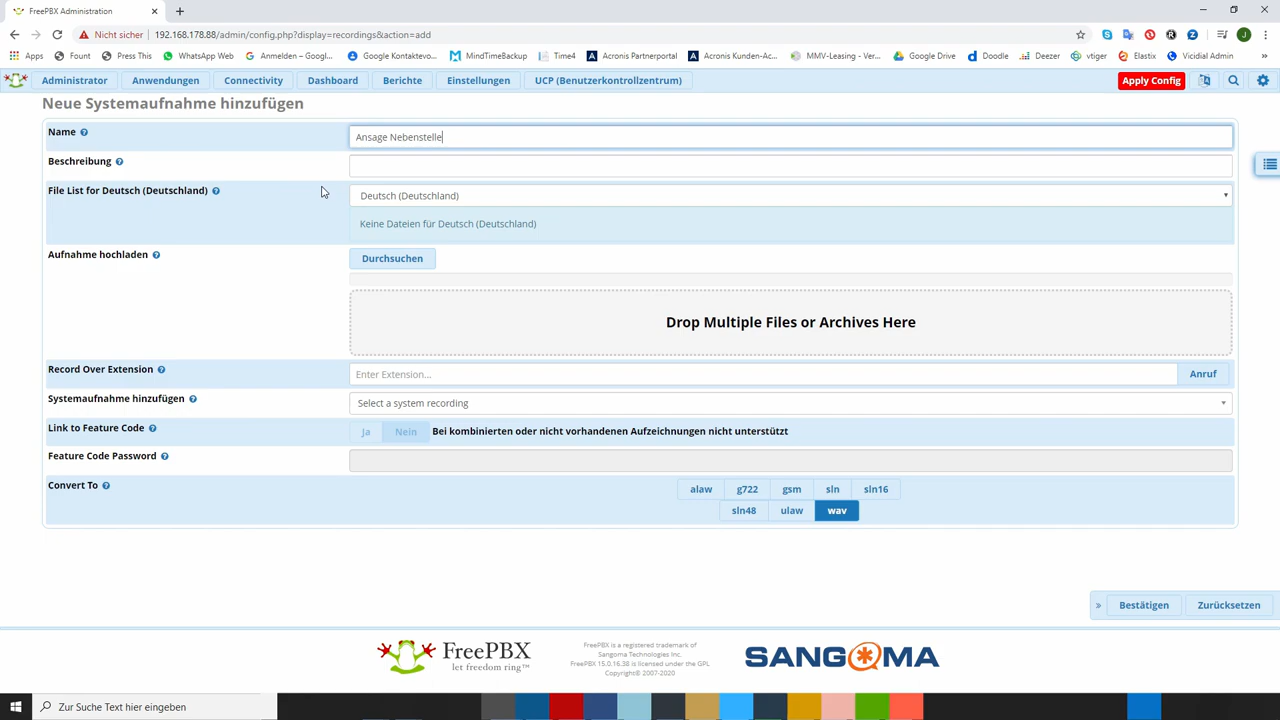 FreePBX Administration
Nicht sicher 192.168.178.88/admin/config.php?display=recordings&action=add
Apps Fount Press This WhatsApp Web Anmelden – Googl... Google Kontaktevo... MindTimeBackup Time4 Acronis Partnerportal Acronis Kunden-Ac... MMV-Leasing - Ver... Google Drive Doodle Deezer vtiger Elastix Vicidial Admin »
Administrator Anwendungen Connectivity Dashboard Berichte Einstellungen UCP (Benutzerkontrollzentrum) Apply Config
Neue Systemaufnahme hinzufügen
Name Ansage Nebenstelle
Beschreibung
File List for Deutsch (Deutschland) Deutsch (Deutschland)
Keine Dateien für Deutsch (Deutschland)
Aufnahme hochladen Durchsuchen
Drop Multiple Files or Archives Here
Record Over Extension Enter Extension... Anruf
Systemaufnahme hinzufügen Select a system recording
Link to Feature Code Ja Nein Bei kombinierten oder nicht vorhandenen Aufzeichnungen nicht unterstützt
Feature Code Password
Convert To alaw g722 gsm sln sln16
sln48 ulaw wav
» Bestätigen Zurücksetzen
FreePBX let freedom ring™
FreePBX is a registered trademark of
Sangoma Technologies Inc.
FreePBX 15.0.16.38 is licensed under the GPL
Copyright© 2007-2020
SANGOMA
Zur Suche Text hier eingeben